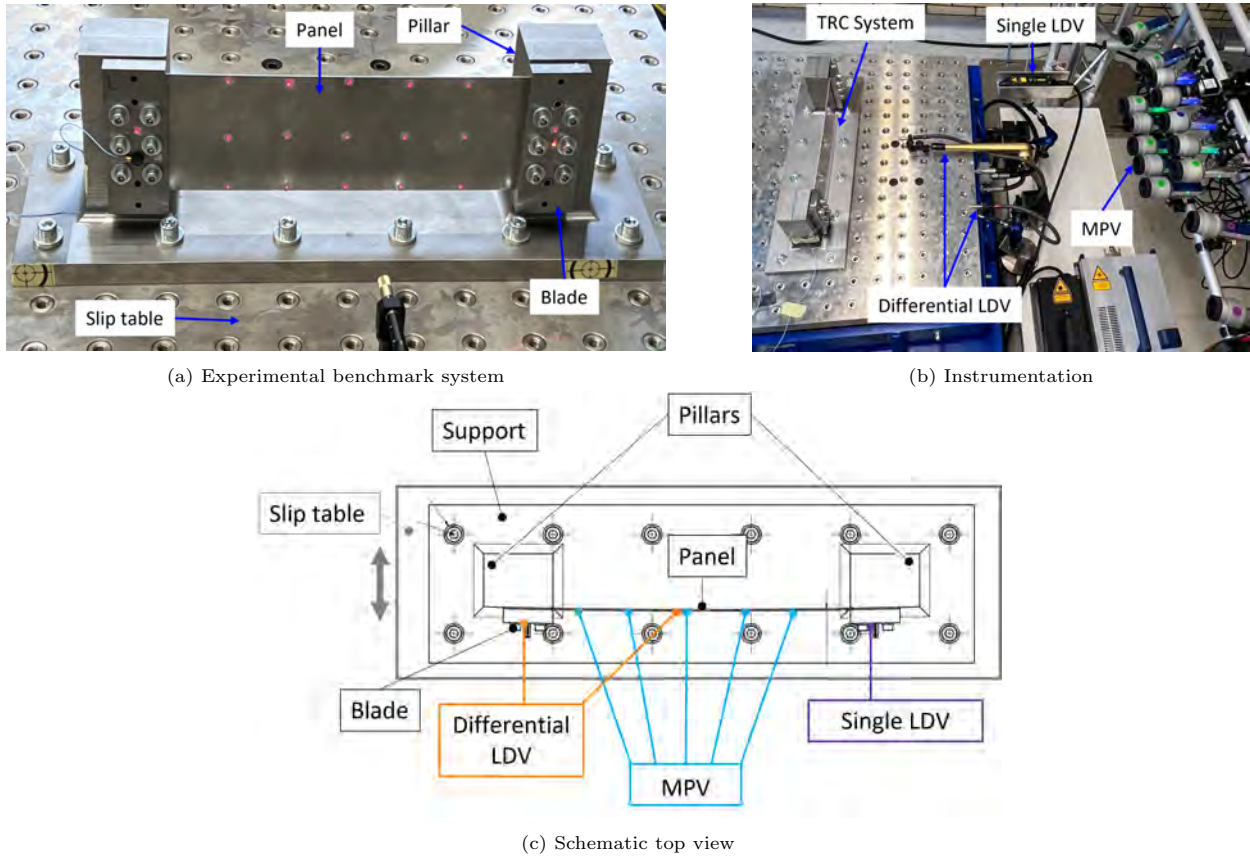 Panel
Pillar
Blade
Slip table
(a) Experimental benchmark system
TRC System
Single LDV
MPV
Differential LDV
(b) Instrumentation
Pillars
Support
Slip table
Panel
Blade
Differential
LDV
MPV
Single LDV
(c) Schematic top view